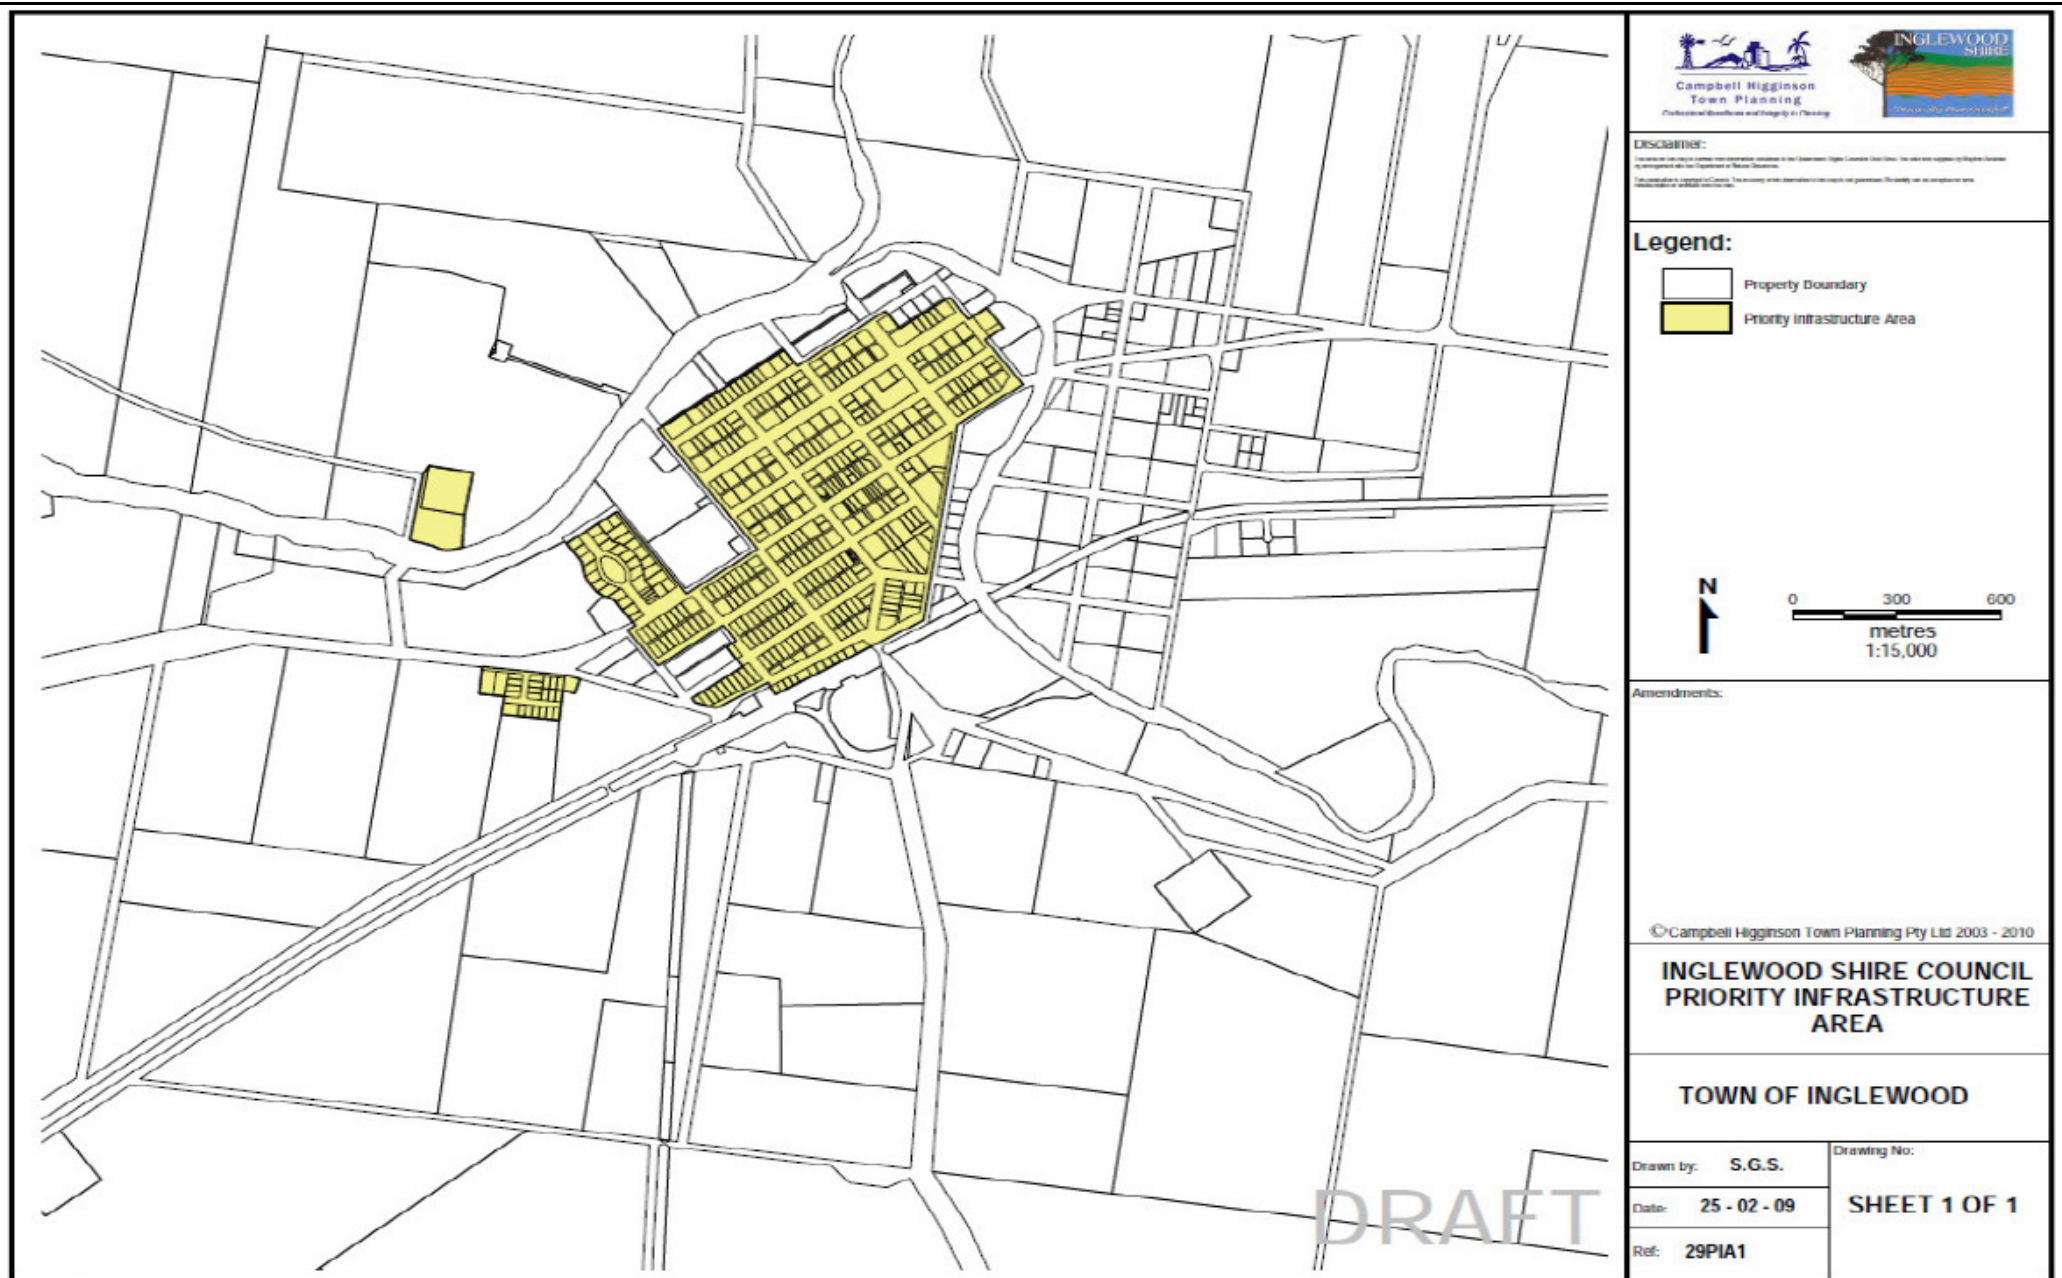 Campbell Higginson
Town Planning
INGLEWOOD
SHIRE
Disclaimer:
Legend:
Property Boundary
Priority Infrastructure Area
N
0 300 600
metres
1:15,000
Amendments:
©Campbell Higginson Town Planning Pty Ltd 2003 - 2010
INGLEWOOD SHIRE COUNCIL
PRIORITY INFRASTRUCTURE
AREA
TOWN OF INGLEWOOD
Drawn by: S.G.S.
Drawing No:
Date: 25 - 02 - 09
SHEET 1 OF 1
Ref: 29PIA1
DRAFT